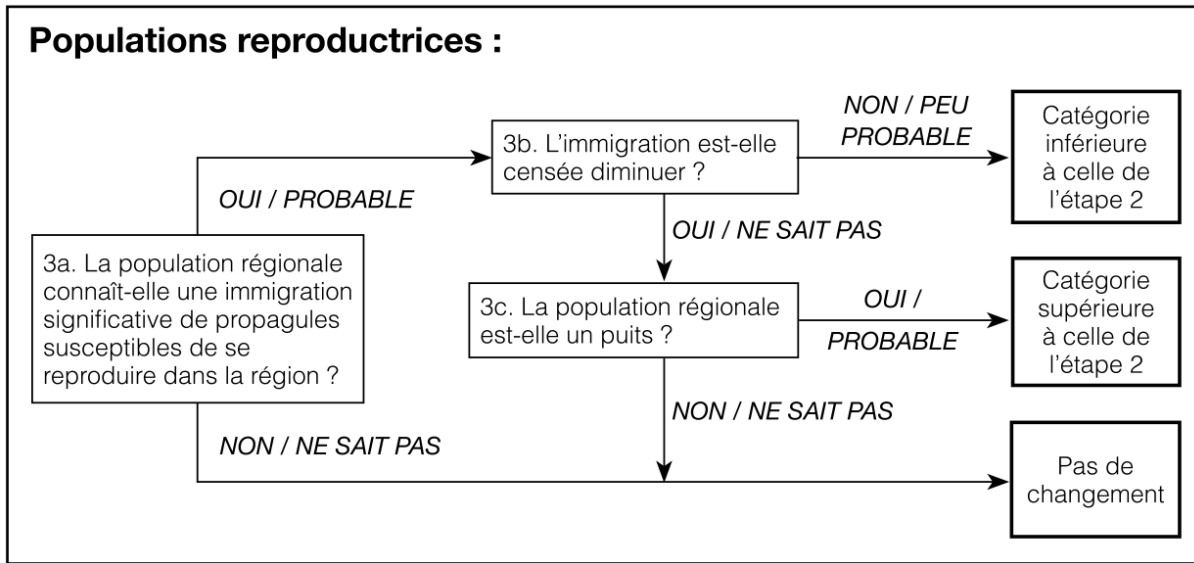 Populations reproductrices :
NON / PEU
PROBABLE
Catégorie
inférieure
à celle de
l’étape 2
3b. L’immigration est-elle
censée diminuer ?
OUI / PROBABLE
OUI / NE SAIT PAS
3a. La population régionale
connaît-elle une immigration
significative de propagules
susceptibles de se
reproduire dans la région ?
3c. La population régionale
est-elle un puits ?
OUI /
PROBABLE
Catégorie
supérieure
à celle de
l’étape 2
NON / NE SAIT PAS
NON / NE SAIT PAS
Pas de
changement